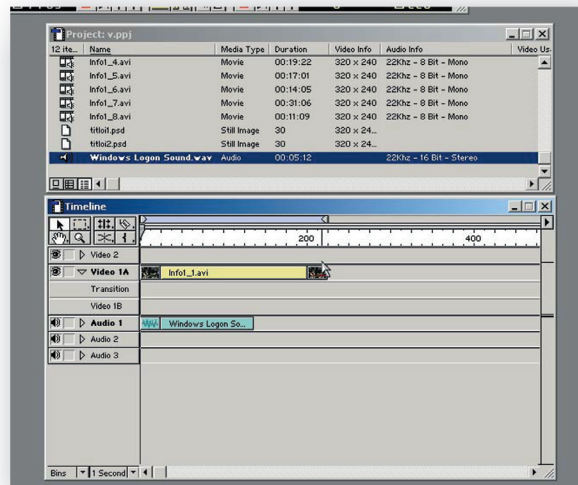 Project: v.ppj
12 ite... Name Media Type Duration Video Info Audio Info Video Us
Info1_4.avi Movie 00:19:22 320 x 240 22Khz - 8 Bit - Mono
Info1_5.avi Movie 00:17:01 320 x 240 22Khz - 8 Bit - Mono
Info1_6.avi Movie 00:14:05 320 x 240 22Khz - 8 Bit - Mono
Info1_7.avi Movie 00:31:06 320 x 240 22Khz - 8 Bit - Mono
Info1_8.avi Movie 00:11:09 320 x 240 22Khz - 8 Bit - Mono
titloi1.psd Still Image 30 320 x 24...
titloi2.psd Still Image 30 320 x 24...
Windows Logon Sound.wav Audio 00:05:12 22Khz - 16 Bit - Stereo
Timeline
200 400
Video 2
Video 1A Info1_1.avi
Transition
Video 1B
Audio 1 Windows Logon So...
Audio 2
Audio 3
Bins 1 Second